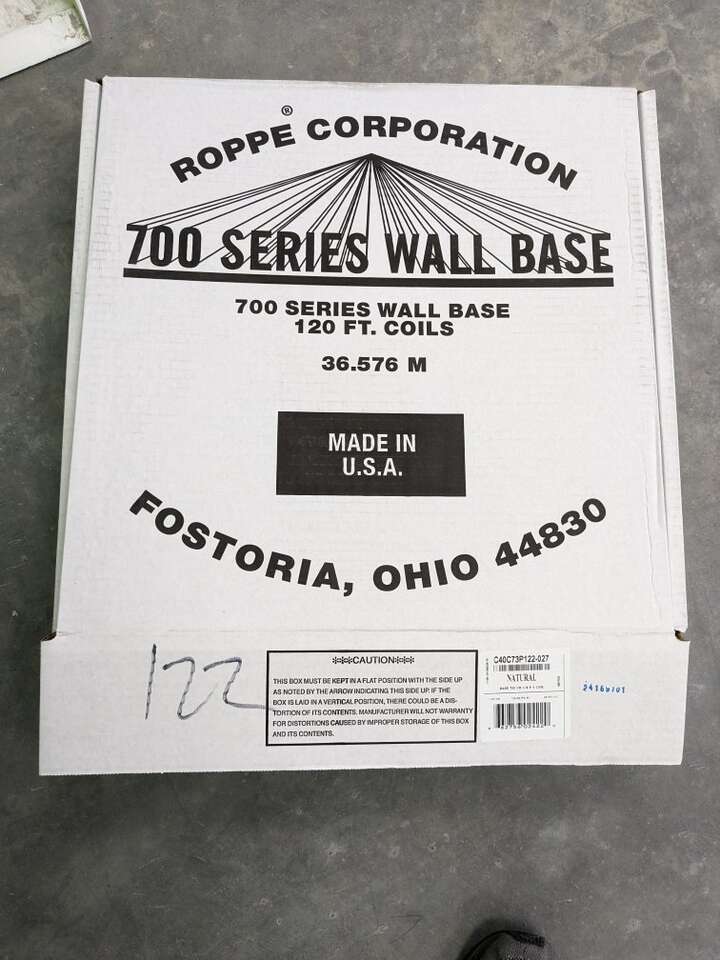 ®
ROPPE CORPORATION
700 SERIES WALL BASE
700 SERIES WALL BASE
120 FT. COILS
36.576 M
MADE IN
U.S.A.
FOSTORIA, OHIO 44830
122
CAUTION
THIS BOX MUST BE KEPT IN A FLAT POSITION WITH THE SIDE UP
AS NOTED BY THE ARROW INDICATING THIS SIDE UP. IF THE
BOX IS LAID IN A VERTICAL POSITION, THERE COULD BE A DIS-
TORTION OF ITS CONTENTS. MANUFACTURER WILL NOT WARRANTY
FOR DISTORTIONS CAUSED BY IMPROPER STORAGE OF THIS BOX
AND ITS CONTENTS.
C40C73P122-027
NATURAL